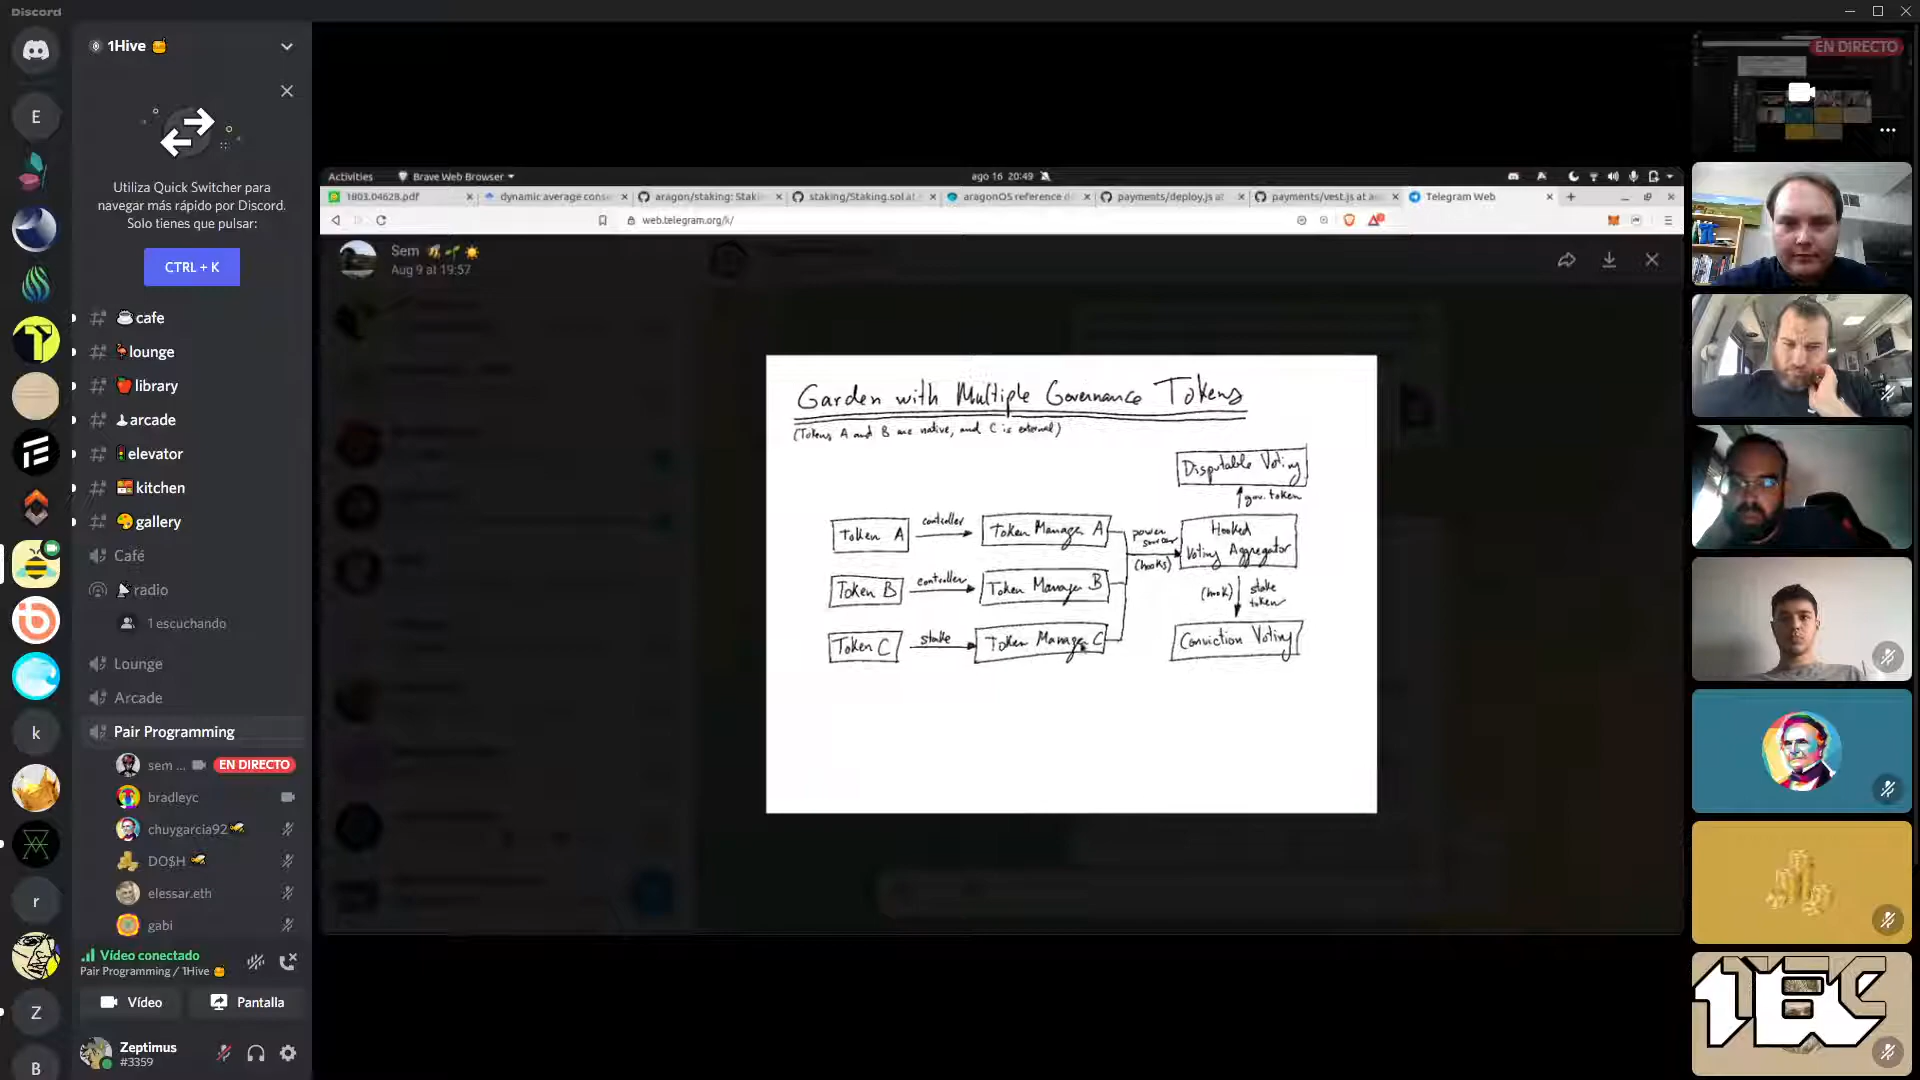 Discord
1Hive
Utiliza Quick Switcher para
navegar más rápido por Discord.
Solo tienes que pulsar:
CTRL + K
cafe
lounge
library
arcade
elevator
kitchen
gallery
Café
radio
1 escuchando
Lounge
Arcade
Pair Programming
sem ...
EN DIRECTO
bradleyc
chuygarcia92
DO$H
elessar.eth
gabi
Vídeo conectado
Pair Programming / 1Hive
Vídeo
Pantalla
Zeptimus
#3359
E
k
r
Z
B
Activities
Brave Web Browser
ago 16 20:49
1803.04628.pdf
dynamic average conse
aragon/staking: Staki
staking/Staking.sol at
aragonOS reference d
payments/deploy.js at
payments/vest.js at
Telegram Web
web.telegram.org/k/
Sem
Aug 9 at 19:57
Garden with Multiple Governance Tokens
(Tokens A and B are native, and C is external)
Disputable Voting
gov. token
Token A
controller
Token Manager A
power source
(hooks)
Hooked
Voting Aggregator
Token B
controller
Token Manager B
(hook)
stake
token
Token C
stake
Token Manager C
Conviction Voting
EN DIRECTO
TEC